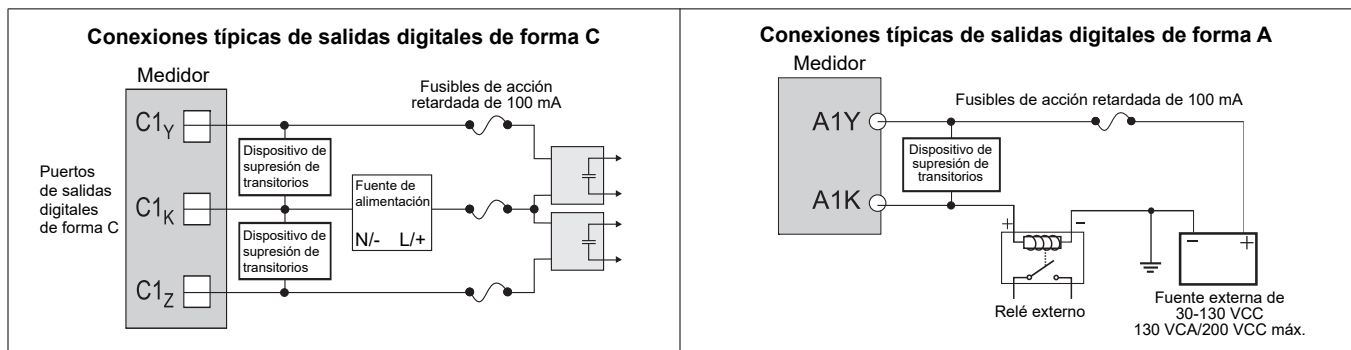 Conexiones típicas de salidas digitales de forma C
Medidor
Fusibles de acción
retardada de 100 mA
C1Y
Dispositivo de
supresión de
transitorios
Puertos
de salidas
digitales
de forma C
C1K
Fuente de
alimentación
N/- L/+
Dispositivo de
supresión de
transitorios
C1Z
Conexiones típicas de salidas digitales de forma A
Medidor
Fusibles de acción retardada de 100 mA
A1Y
Dispositivo de
supresión de
transitorios
A1K
+ -
- +
Relé externo
Fuente externa de
30-130 VCC
130 VCA/200 VCC máx.